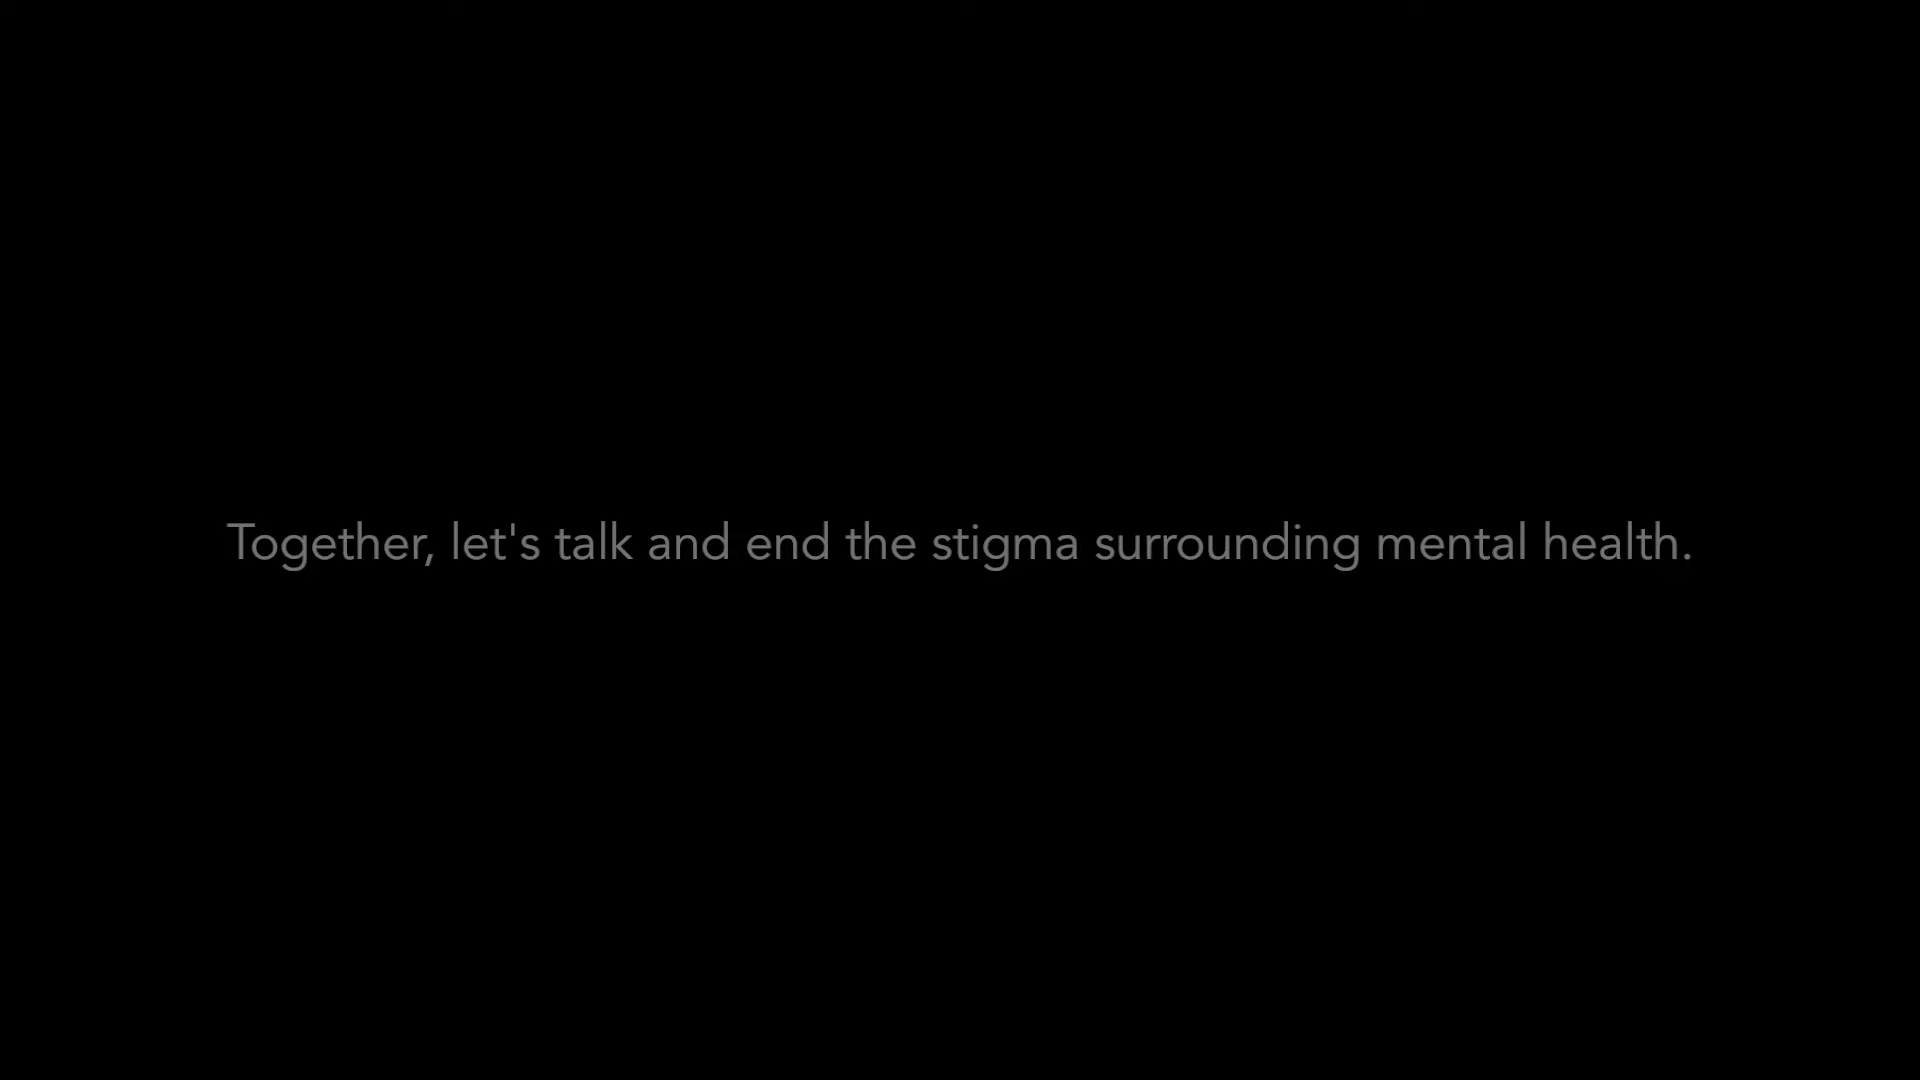 Together, let's talk and end the stigma surrounding mental health.